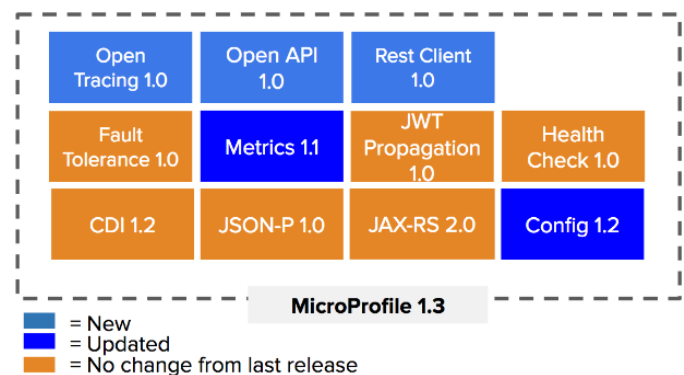 Open
Tracing 1.0
Open API
1.0
Rest Client
1.0
Fault
Tolerance 1.0
Metrics 1.1
JWT
Propagation
1.0
Health
Check 1.0
CDI 1.2
JSON-P 1.0
JAX-RS 2.0
Config 1.2
MicroProfile 1.3
= New
= Updated
= No change from last release